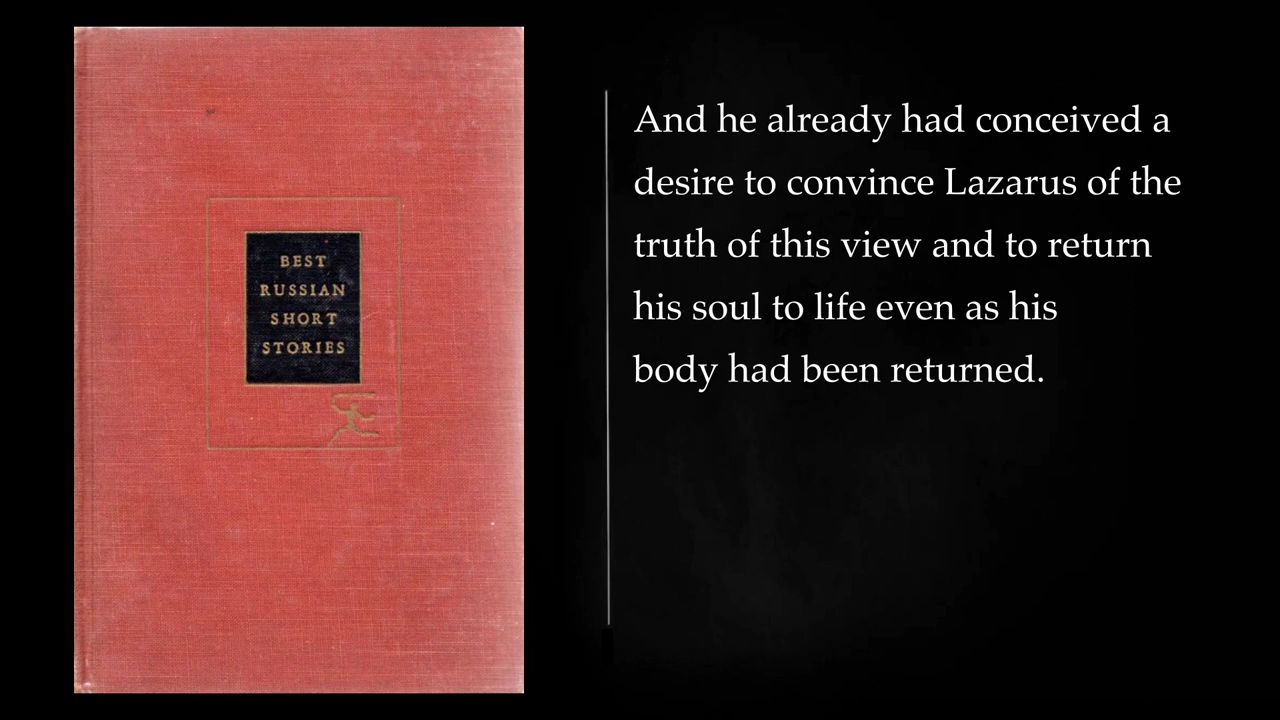 BEST
RUSSIAN
SHORT
STORIES
And he already had conceived a
desire to convince Lazarus of the
truth of this view and to return
his soul to life even as his
body had been returned.